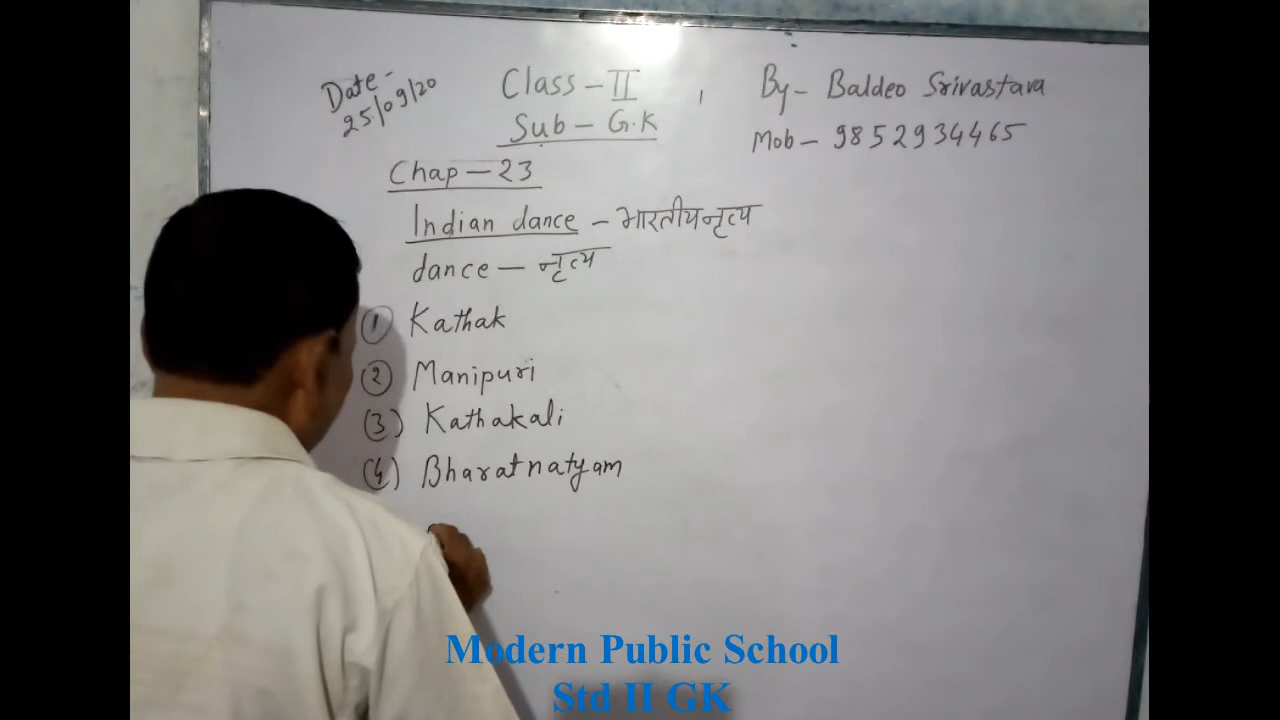 Date-
25/09/20
Class - II
Sub - G.K
By - Baldeo Srivastava
Mob - 9852934465
Chap - 23
Indian dance - भारतीय नृत्य
dance - नृत्य
① Kathak
② Manipuri
(3) Kathakali
(4) Bharatnatyam
Modern Public School
Std II GK